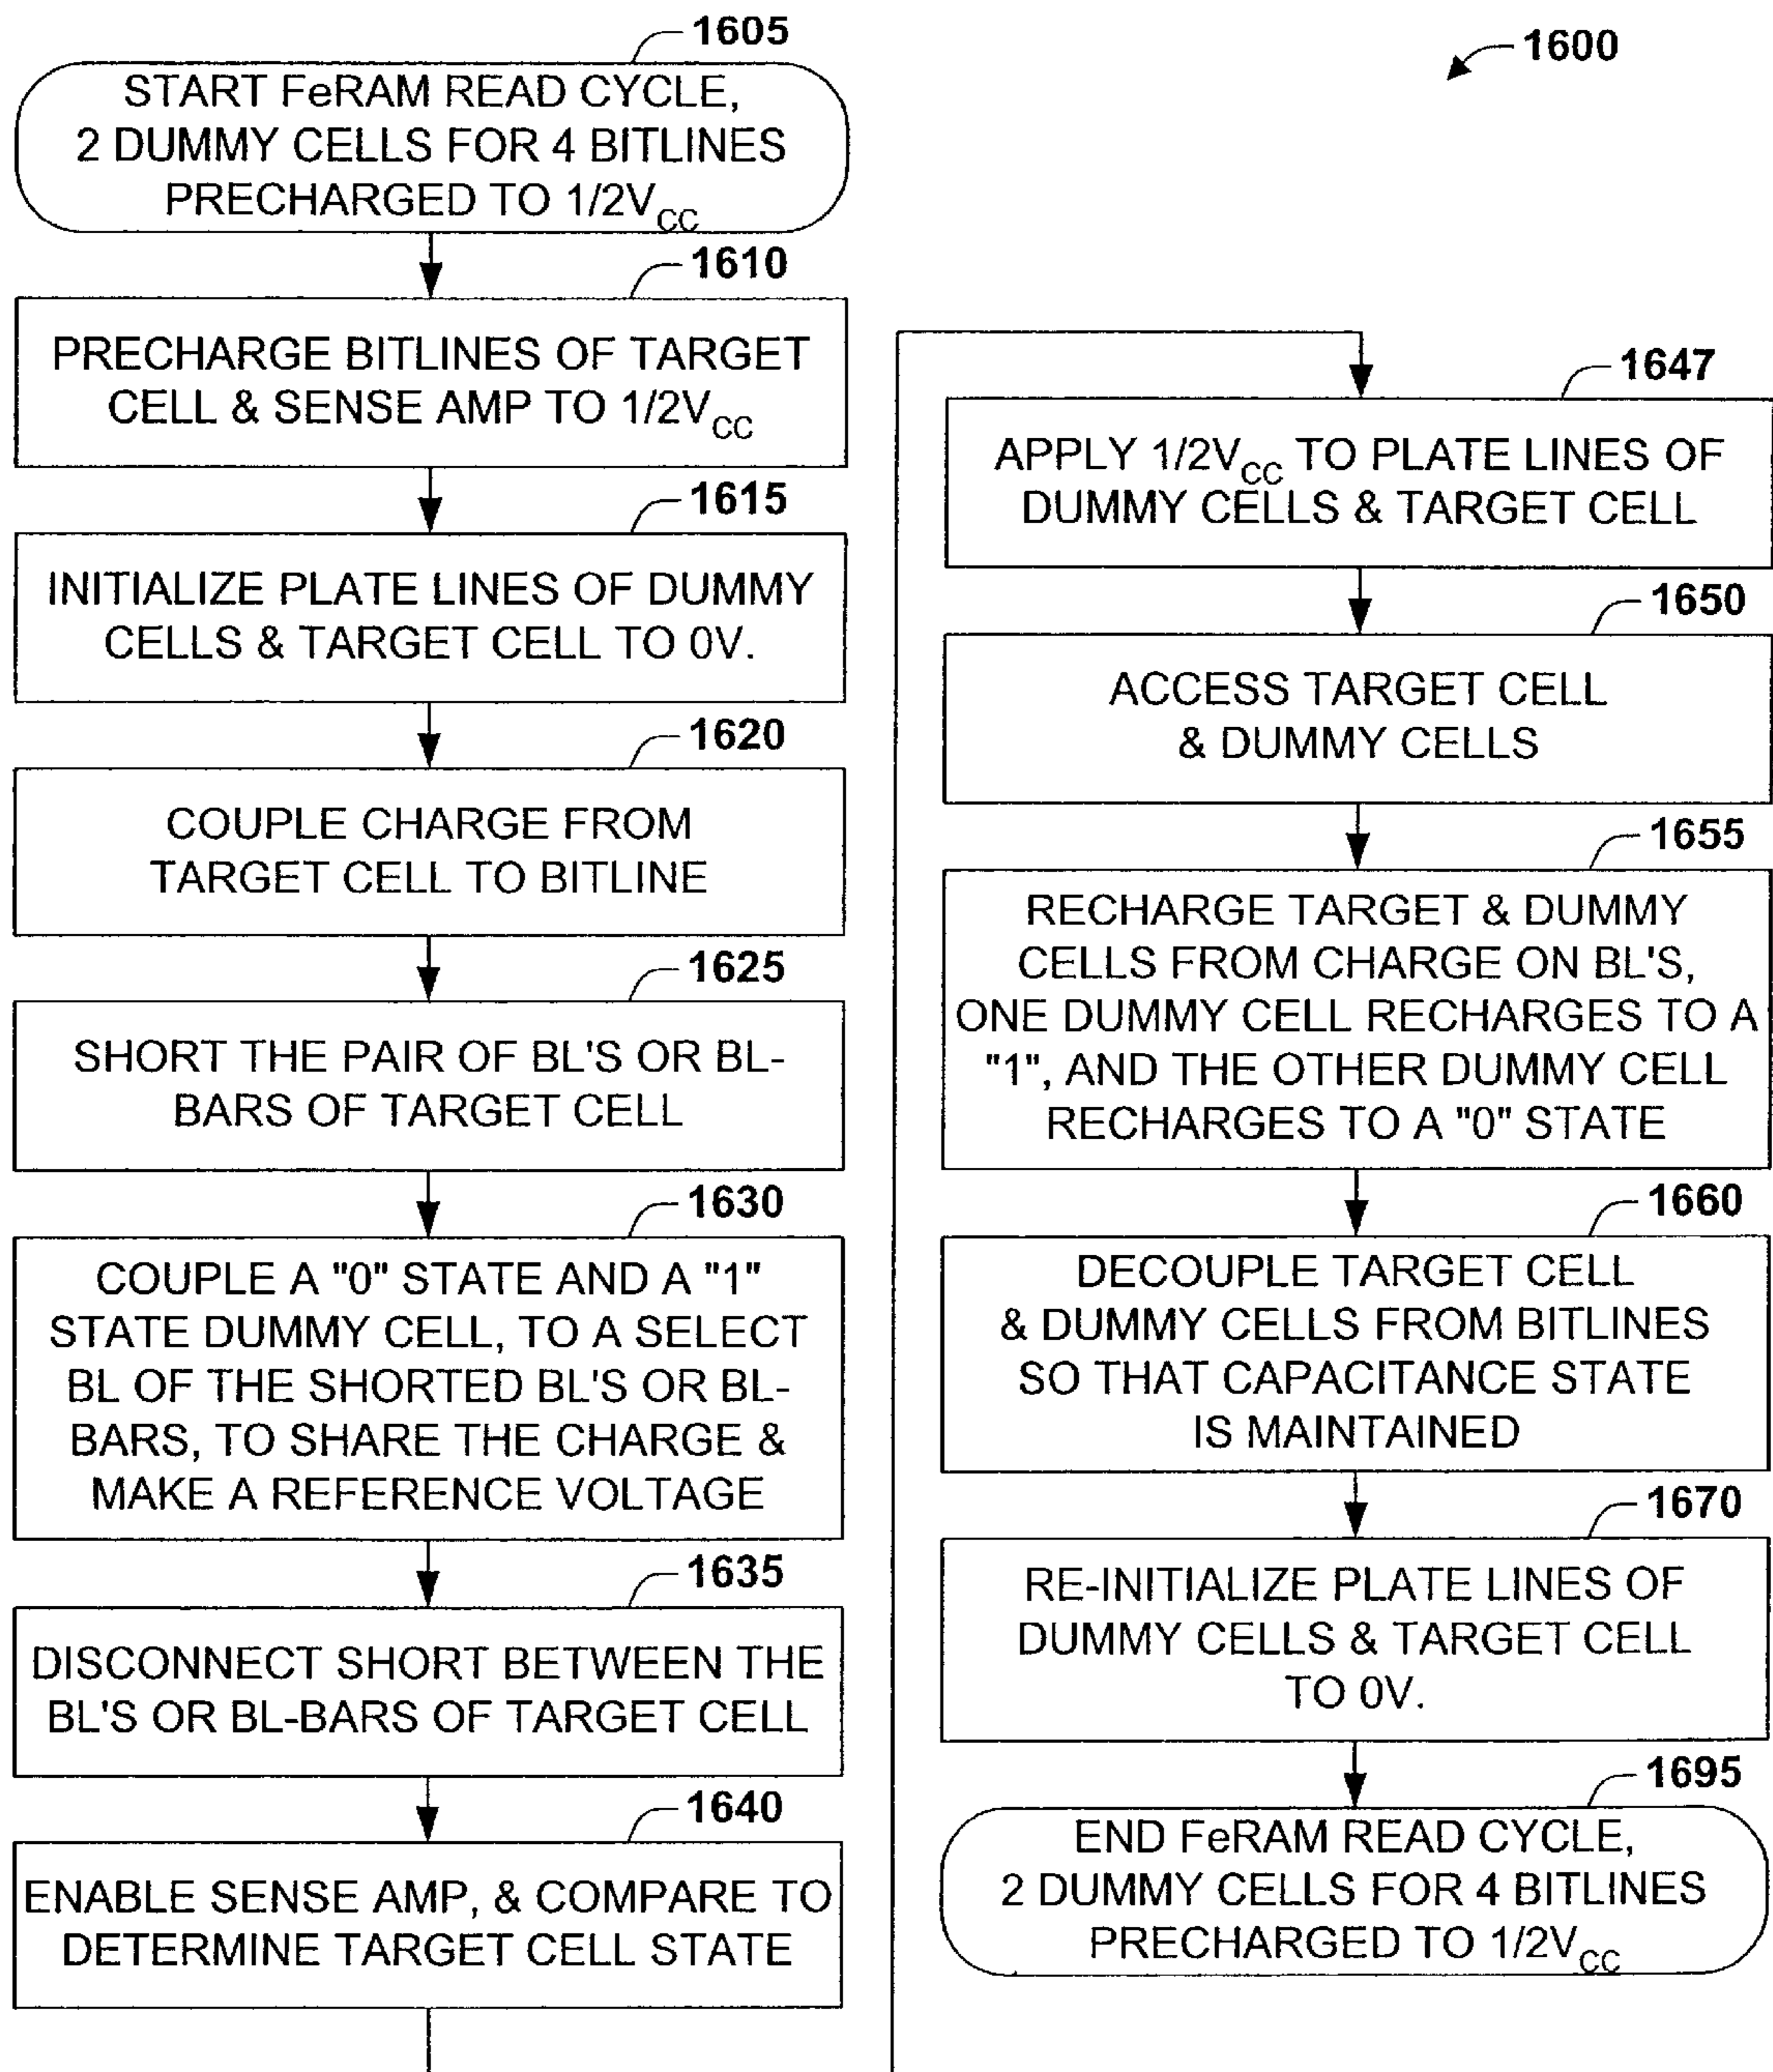 1600
1605
START FeRAM READ CYCLE,
2 DUMMY CELLS FOR 4 BITLINES
PRECHARGED TO 1/2VCC
1610
PRECHARGE BITLINES OF TARGET
CELL & SENSE AMP TO 1/2VCC
1615
INITIALIZE PLATE LINES OF DUMMY
CELLS & TARGET CELL TO 0V.
1620
COUPLE CHARGE FROM
TARGET CELL TO BITLINE
1625
SHORT THE PAIR OF BL'S OR BL-
BARS OF TARGET CELL
1630
COUPLE A "0" STATE AND A "1"
STATE DUMMY CELL, TO A SELECT
BL OF THE SHORTED BL'S OR BL-
BARS, TO SHARE THE CHARGE &
MAKE A REFERENCE VOLTAGE
1635
DISCONNECT SHORT BETWEEN THE
BL'S OR BL-BARS OF TARGET CELL
1640
ENABLE SENSE AMP, & COMPARE TO
DETERMINE TARGET CELL STATE
1647
APPLY 1/2VCC TO PLATE LINES OF
DUMMY CELLS & TARGET CELL
1650
ACCESS TARGET CELL
& DUMMY CELLS
1655
RECHARGE TARGET & DUMMY
CELLS FROM CHARGE ON BL'S,
ONE DUMMY CELL RECHARGES TO A
"1", AND THE OTHER DUMMY CELL
RECHARGES TO A "0" STATE
1660
DECOUPLE TARGET CELL
& DUMMY CELLS FROM BITLINES
SO THAT CAPACITANCE STATE
IS MAINTAINED
1670
RE-INITIALIZE PLATE LINES OF
DUMMY CELLS & TARGET CELL
TO 0V.
1695
END FeRAM READ CYCLE,
2 DUMMY CELLS FOR 4 BITLINES
PRECHARGED TO 1/2VCC